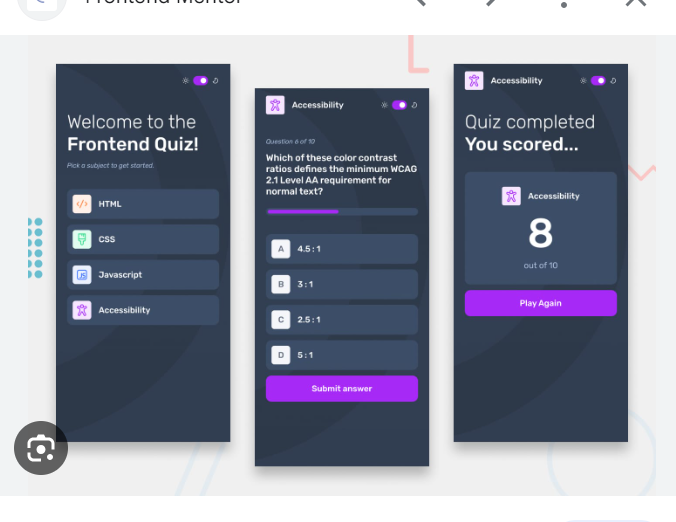 Frontend Mentor
Welcome to the
Frontend Quiz!
Pick a subject to get started.
HTML
CSS
Javascript
Accessibility
Accessibility
Question 6 of 10
Which of these color contrast
ratios defines the minimum WCAG
2.1 Level AA requirement for
normal text?
A 4.5 : 1
B 3 : 1
C 2.5 : 1
D 5 : 1
Submit answer
Accessibility
Quiz completed
You scored...
Accessibility
8
out of 10
Play Again